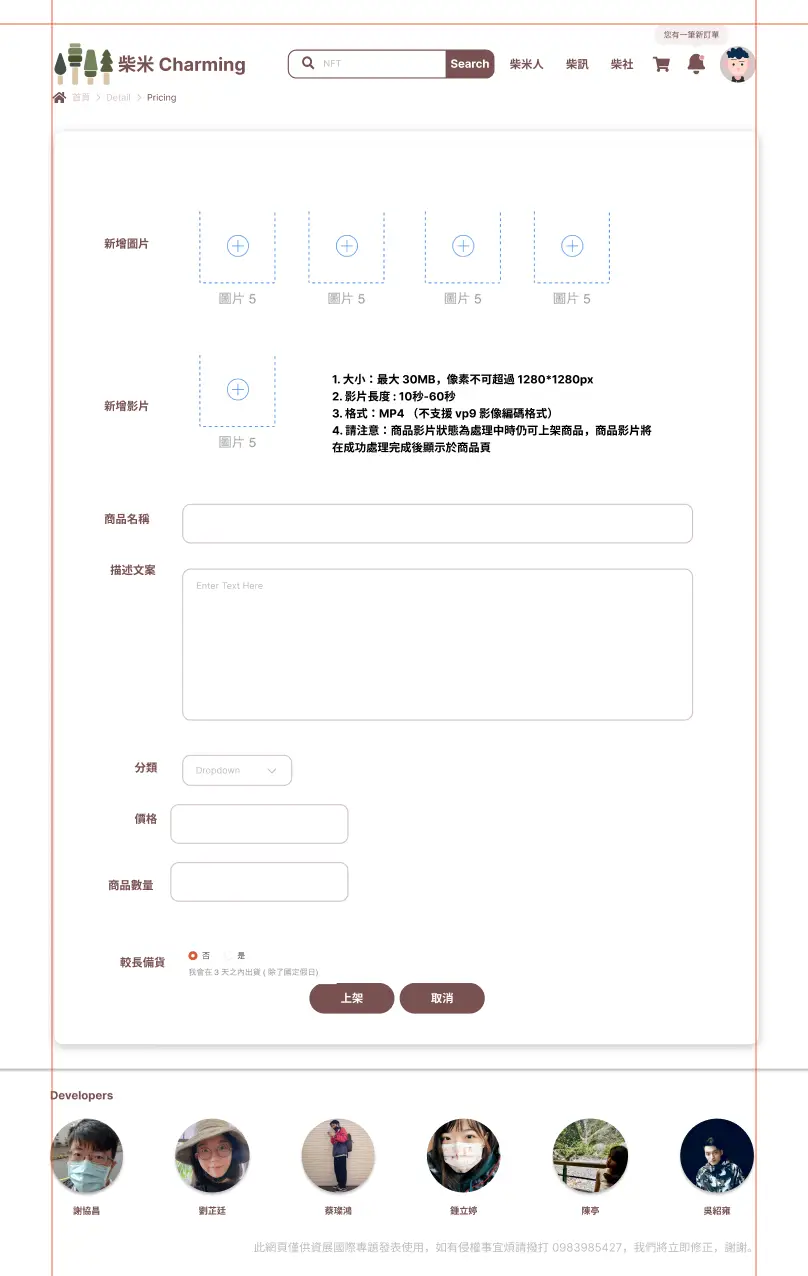 您有一筆新訂單
柴米 Charming
NFT
Search
柴米人
柴訊
柴社
首頁 > Detail > Pricing
新增圖片
圖片 5
圖片 5
圖片 5
圖片 5
新增影片
圖片 5
1. 大小：最大 30MB，像素不可超過 1280*1280px
2. 影片長度 : 10秒-60秒
3. 格式：MP4 （不支援 vp9 影像編碼格式）
4. 請注意：商品影片狀態為處理中時仍可上架商品，商品影片將
在成功處理完成後顯示於商品頁
商品名稱
描述文案
Enter Text Here
分類
Dropdown
價格
商品數量
較長備貨
否
是
我會在 3 天之內出貨 ( 除了國定假日)
上架
取消
Developers
謝協昌
劉芷廷
蔡璨鴻
鍾立婷
陳亭
吳紹雍
此網頁僅供資展國際專題發表使用，如有侵權事宜煩請撥打 0983985427，我們將立即修正，謝謝。